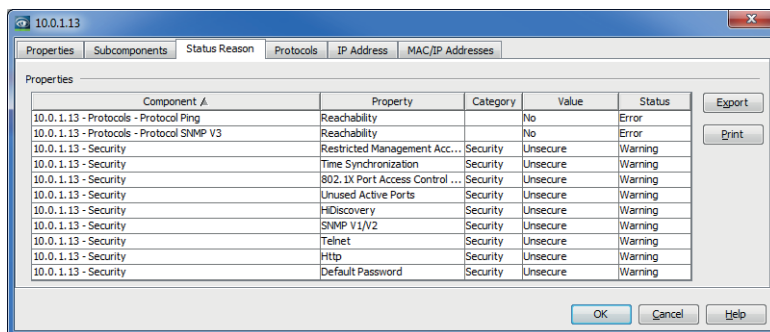 10.0.1.13
Properties Subcomponents Status Reason Protocols IP Address MAC/IP Addresses
Properties
Component Property Category Value Status
10.0.1.13 - Protocols - Protocol Ping Reachability No Error
10.0.1.13 - Protocols - Protocol SNMP V3 Reachability No Error
10.0.1.13 - Security Restricted Management Acc... Security Unsecure Warning
10.0.1.13 - Security Time Synchronization Security Unsecure Warning
10.0.1.13 - Security 802.1X Port Access Control ... Security Unsecure Warning
10.0.1.13 - Security Unused Active Ports Security Unsecure Warning
10.0.1.13 - Security HiDiscovery Security Unsecure Warning
10.0.1.13 - Security SNMP V1/V2 Security Unsecure Warning
10.0.1.13 - Security Telnet Security Unsecure Warning
10.0.1.13 - Security Http Security Unsecure Warning
10.0.1.13 - Security Default Password Security Unsecure Warning
Export
Print
OK Cancel Help